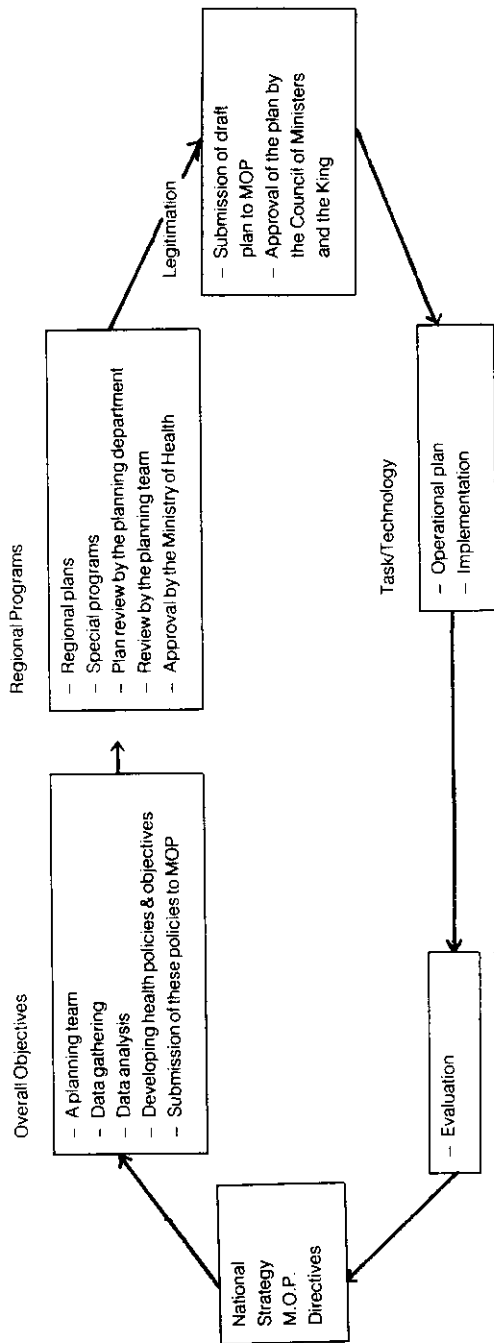 National
Strategy
M.O.P.
Directives
Overall Objectives
– A planning team
– Data gathering
– Data analysis
– Developing health policies & objectives
– Submission of these policies to MOP
Regional Programs
– Regional plans
– Special programs
– Plan review by the planning department
– Review by the planning team
– Approval by the Ministry of Health
Legitimation
– Submission of draft
plan to MOP
– Approval of the plan by
the Council of Ministers
and the King
Task/Technology
– Operational plan
– Implementation
– Evaluation